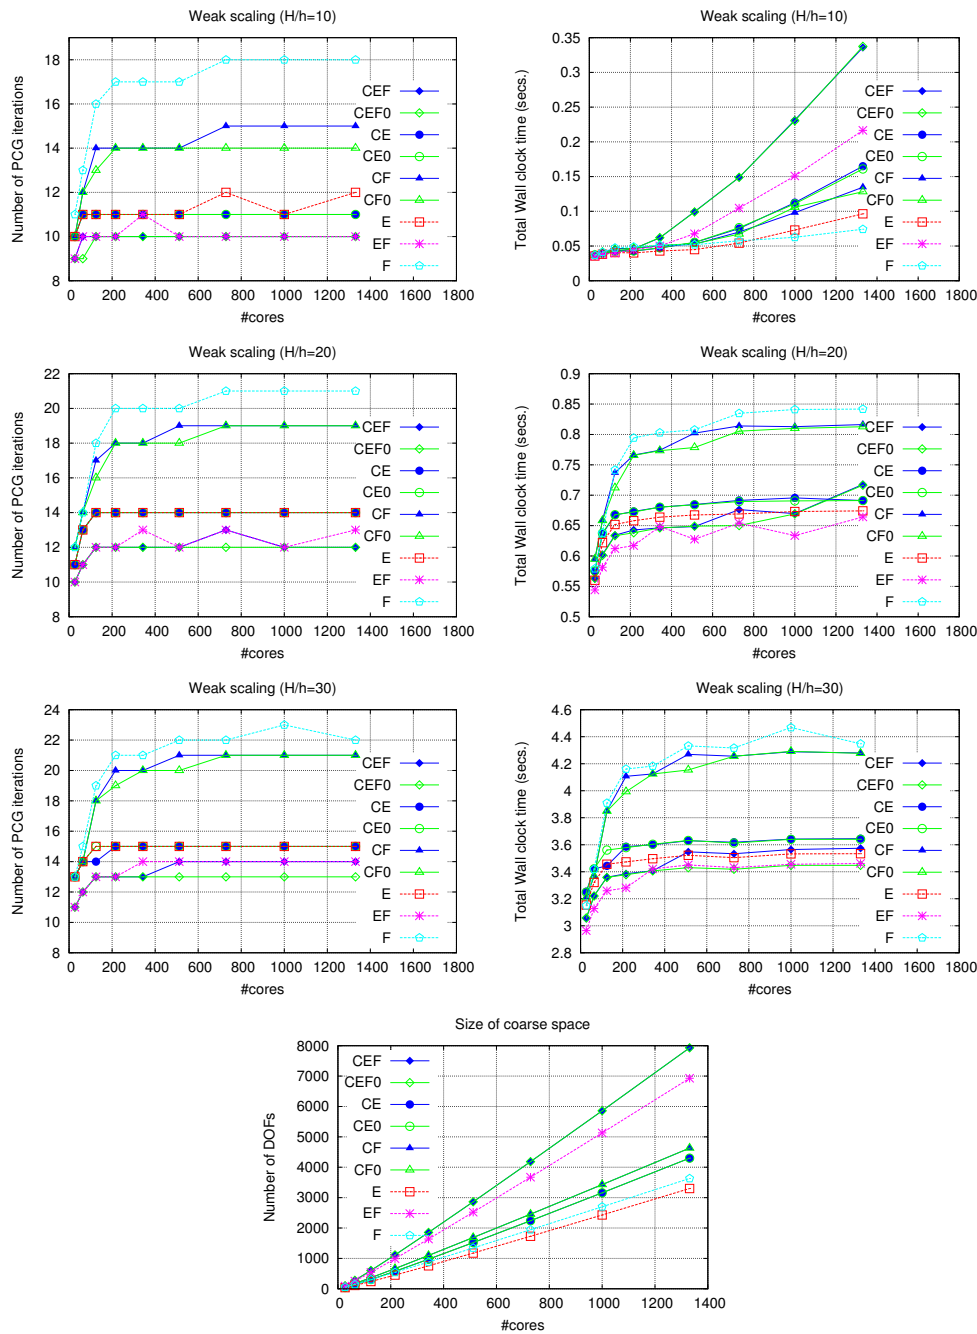 Weak scaling (H/h=10)
Number of PCG iterations
18
16
14
12
10
8
0 200 400 600 800 1000 1200 1400 1600 1800
#cores
CEF
CEF0
CE
CE0
CF
CF0
E
EF
F
Weak scaling (H/h=10)
Total Wall clock time (secs.)
0.35
0.3
0.25
0.2
0.15
0.1
0.05
0
0 200 400 600 800 1000 1200 1400 1600 1800
#cores
CEF
CEF0
CE
CE0
CF
CF0
E
EF
F
Weak scaling (H/h=20)
Number of PCG iterations
22
20
18
16
14
12
10
8
0 200 400 600 800 1000 1200 1400 1600 1800
#cores
CEF
CEF0
CE
CE0
CF
CF0
E
EF
F
Weak scaling (H/h=20)
Total Wall clock time (secs.)
0.9
0.85
0.8
0.75
0.7
0.65
0.6
0.55
0.5
0 200 400 600 800 1000 1200 1400 1600 1800
#cores
CEF
CEF0
CE
CE0
CF
CF0
E
EF
F
Weak scaling (H/h=30)
Number of PCG iterations
24
22
20
18
16
14
12
10
8
0 200 400 600 800 1000 1200 1400 1600 1800
#cores
CEF
CEF0
CE
CE0
CF
CF0
E
EF
F
Weak scaling (H/h=30)
Total Wall clock time (secs.)
4.6
4.4
4.2
4
3.8
3.6
3.4
3.2
3
2.8
0 200 400 600 800 1000 1200 1400 1600 1800
#cores
CEF
CEF0
CE
CE0
CF
CF0
E
EF
F
Size of coarse space
Number of DOFs
8000
7000
6000
5000
4000
3000
2000
1000
0
0 200 400 600 800 1000 1200 1400
#cores
CEF
CEF0
CE
CE0
CF
CF0
E
EF
F